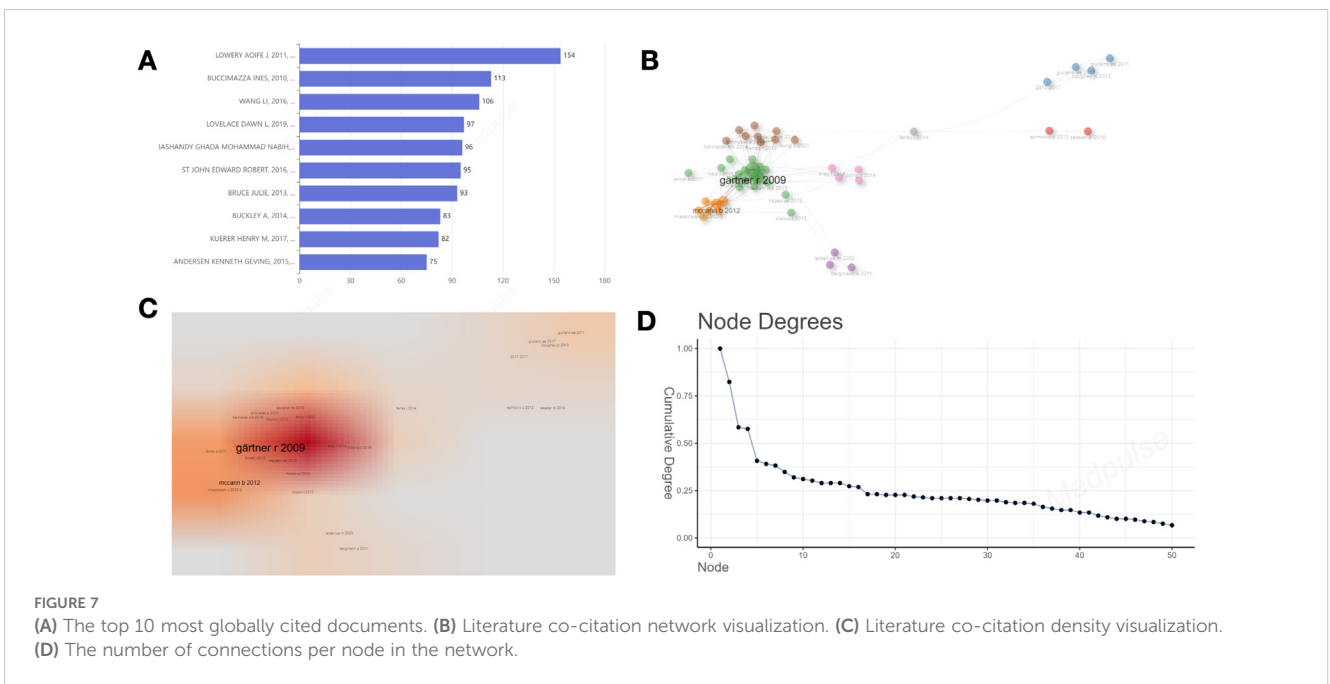 A
LOWERY AOIFE J, 2011, ...
154
BUCCIMAZZA INES, 2010, ...
113
WANG LI, 2016, ...
106
LOVELACE DAWN L, 2019, ...
97
IASHANDY GHADA MOHAMMAD NABIH, ...
96
ST JOHN EDWARD ROBERT, 2016, ...
95
BRUCE JULIE, 2013, ...
93
BUCKLEY A, 2014, ...
83
KUERER HENRY M, 2017, ...
82
ANDERSEN KENNETH GEVING, 2015,...
75
0 30 60 90 120 150 180
B
gärtner r 2009
mccann b 2012
C
gärtner r 2009
mccann b 2012
D
Node Degrees
Cumulative Degree
1.00
0.75
0.50
0.25
0.00
0 10 20 30 40 50
Node
Medpulse
FIGURE 7
(A) The top 10 most globally cited documents. (B) Literature co-citation network visualization. (C) Literature co-citation density visualization.
(D) The number of connections per node in the network.